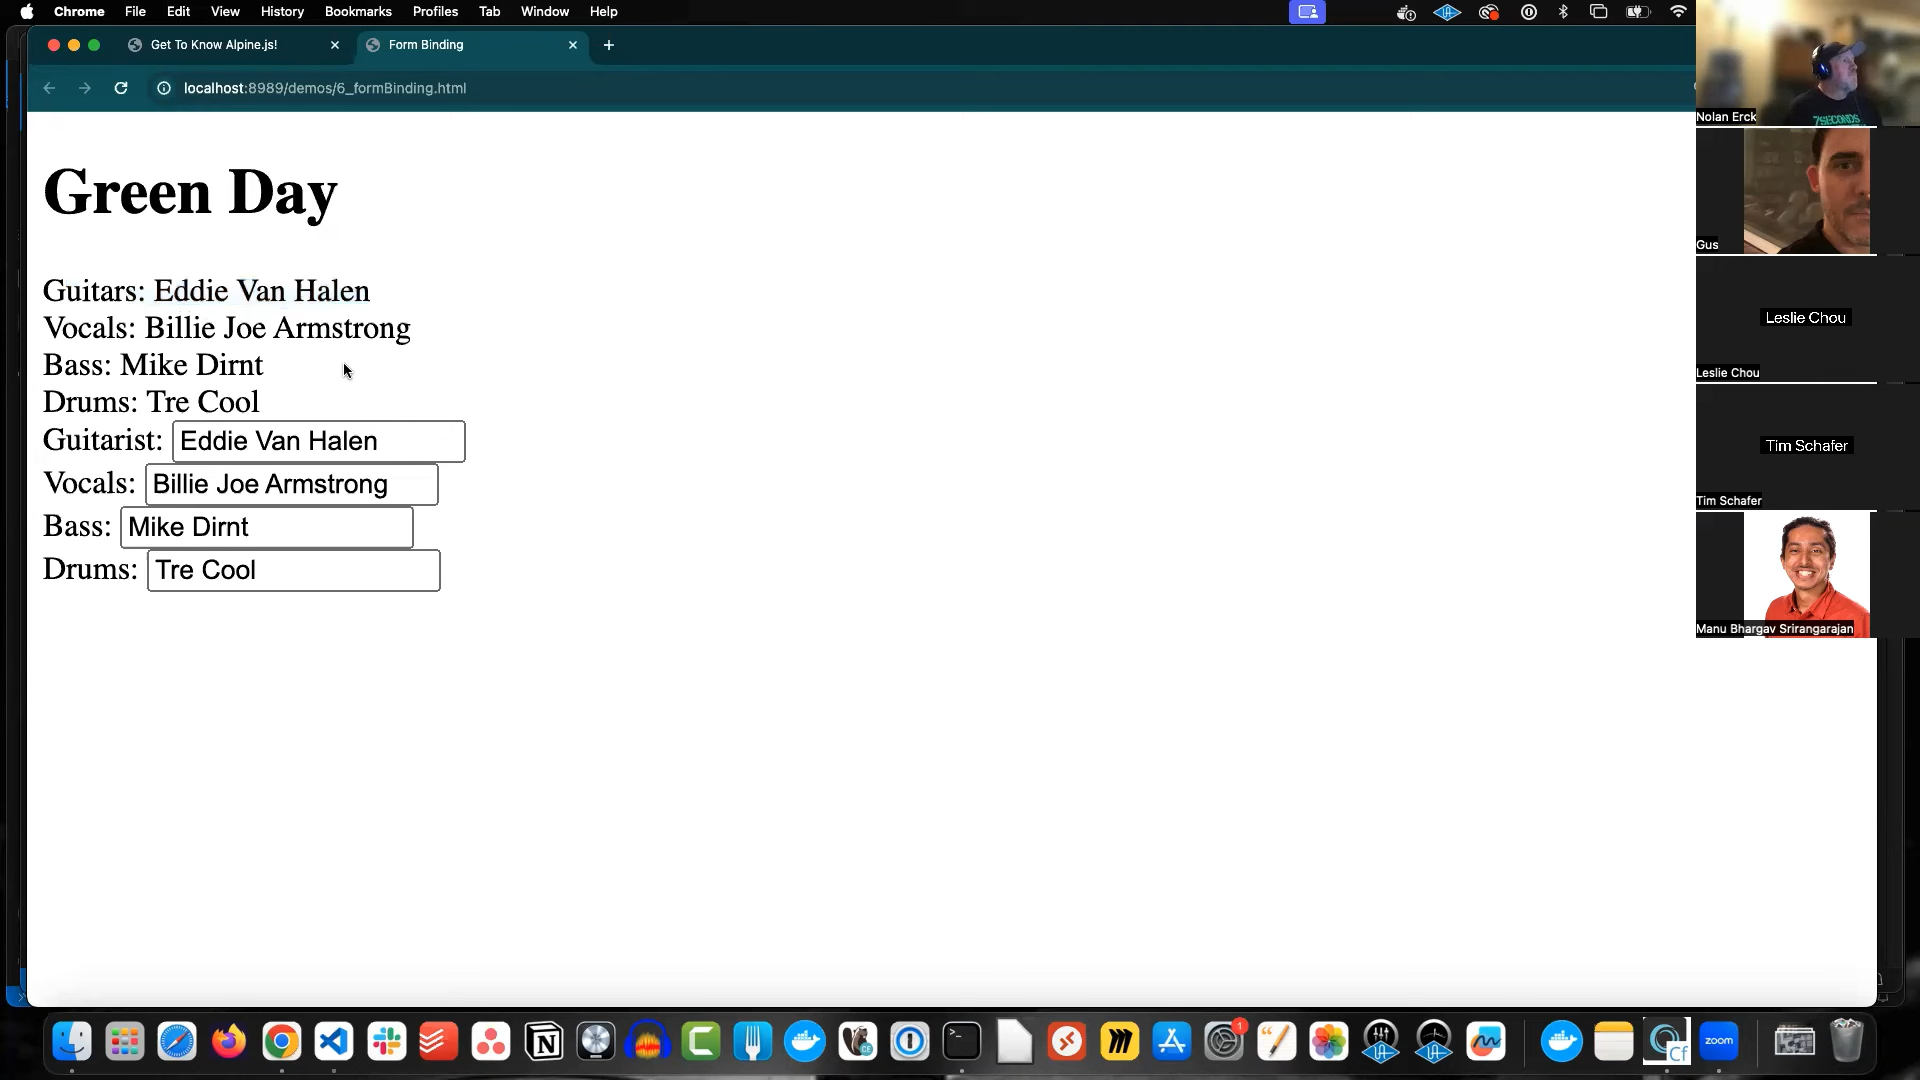 Chrome File Edit View History Bookmarks Profiles Tab Window Help
Get To Know Alpine.js!
Form Binding
localhost:8989/demos/6_formBinding.html
Green Day
Guitars: Eddie Van Halen
Vocals: Billie Joe Armstrong
Bass: Mike Dirnt
Drums: Tre Cool
Guitarist: Eddie Van Halen
Vocals: Billie Joe Armstrong
Bass: Mike Dirnt
Drums: Tre Cool
7SECONDS
Nolan Erck
Gus
Leslie Chou
Leslie Chou
Tim Schafer
Tim Schafer
Manu Bhargav Srirangarajan
1
Cf
zoom